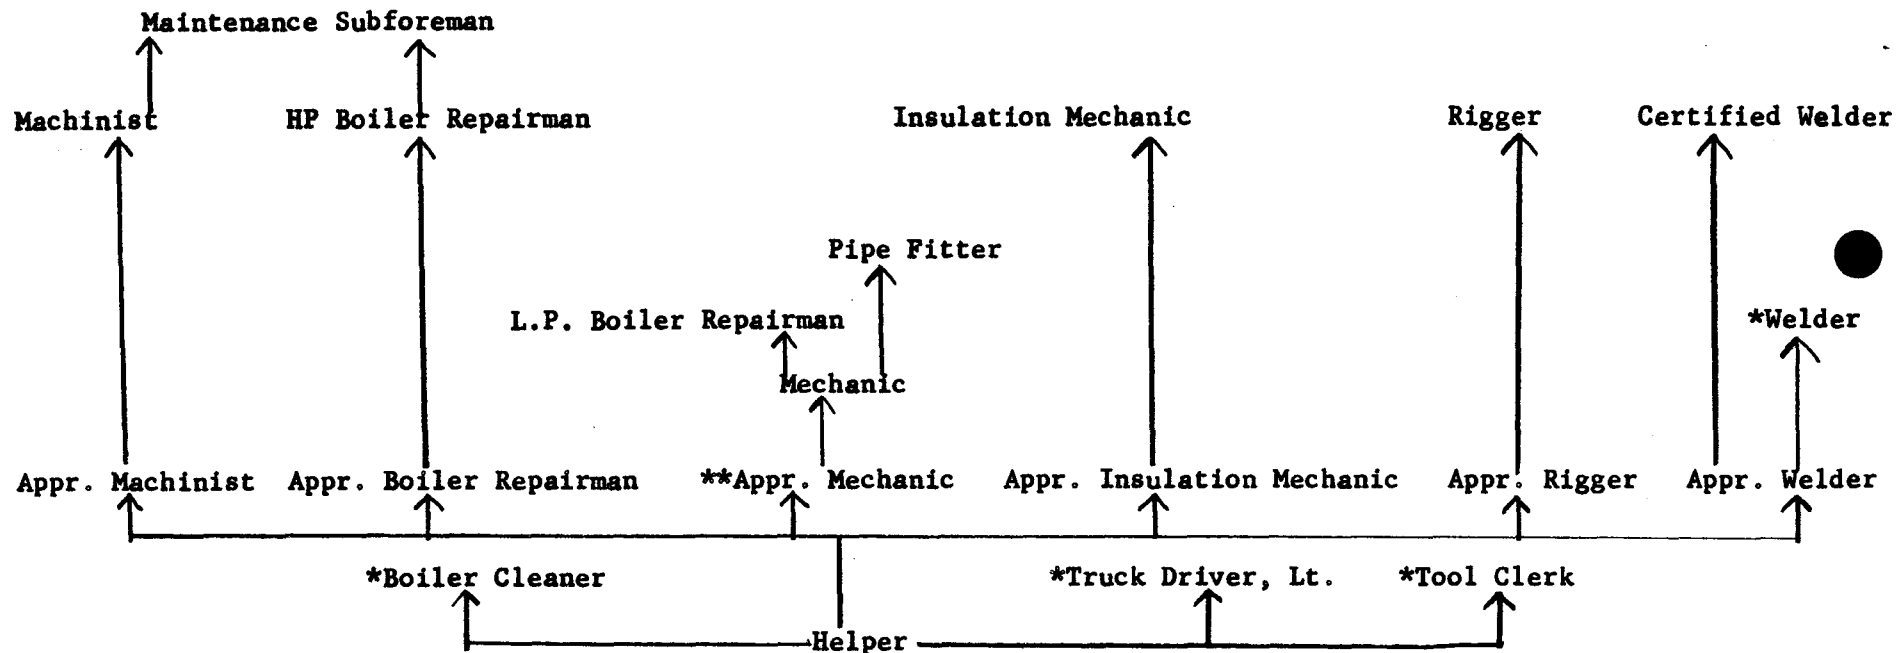 Maintenance Subforeman
Machinist HP Boiler Repairman Insulation Mechanic Rigger Certified Welder
Pipe Fitter
L.P. Boiler Repairman *Welder
Mechanic
Appr. Machinist Appr. Boiler Repairman **Appr. Mechanic Appr. Insulation Mechanic Appr. Rigger Appr. Welder
*Boiler Cleaner *Truck Driver, Lt. *Tool Clerk
Helper